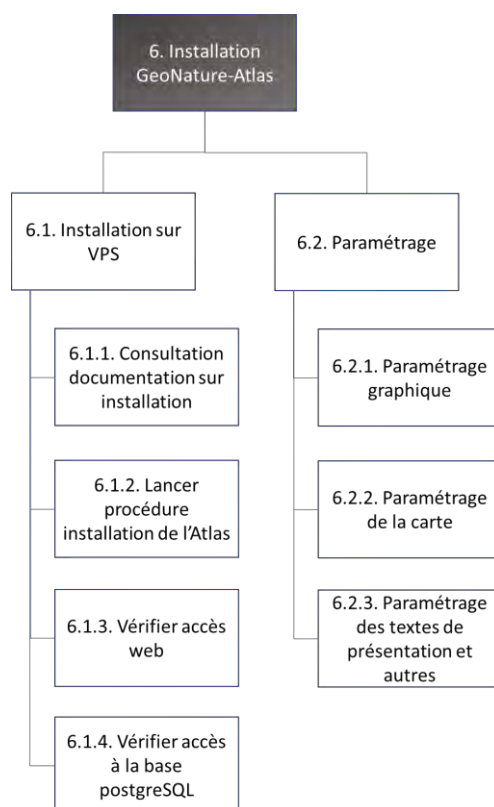 6. Installation
GeoNature-Atlas
6.1. Installation sur
VPS
6.2. Paramétrage
6.1.1. Consultation
documentation sur
installation
6.2.1. Paramétrage
graphique
6.1.2. Lancer
procédure
installation de l’Atlas
6.2.2. Paramétrage
de la carte
6.1.3. Vérifier accès
web
6.2.3. Paramétrage
des textes de
présentation et
autres
6.1.4. Vérifier accès
à la base
postgreSQL